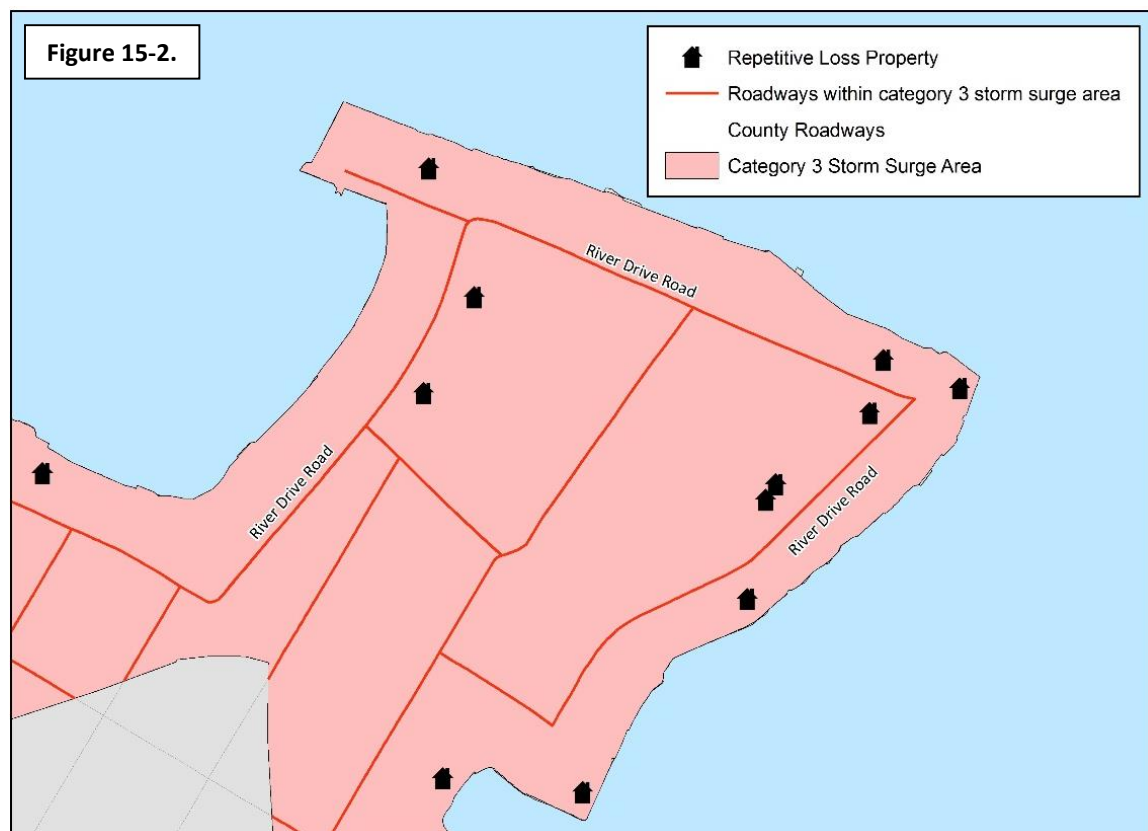 Figure 15-2.
Repetitive Loss Property
Roadways within category 3 storm surge area
County Roadways
Category 3 Storm Surge Area
River Drive Road
River Drive Road
River Drive Road